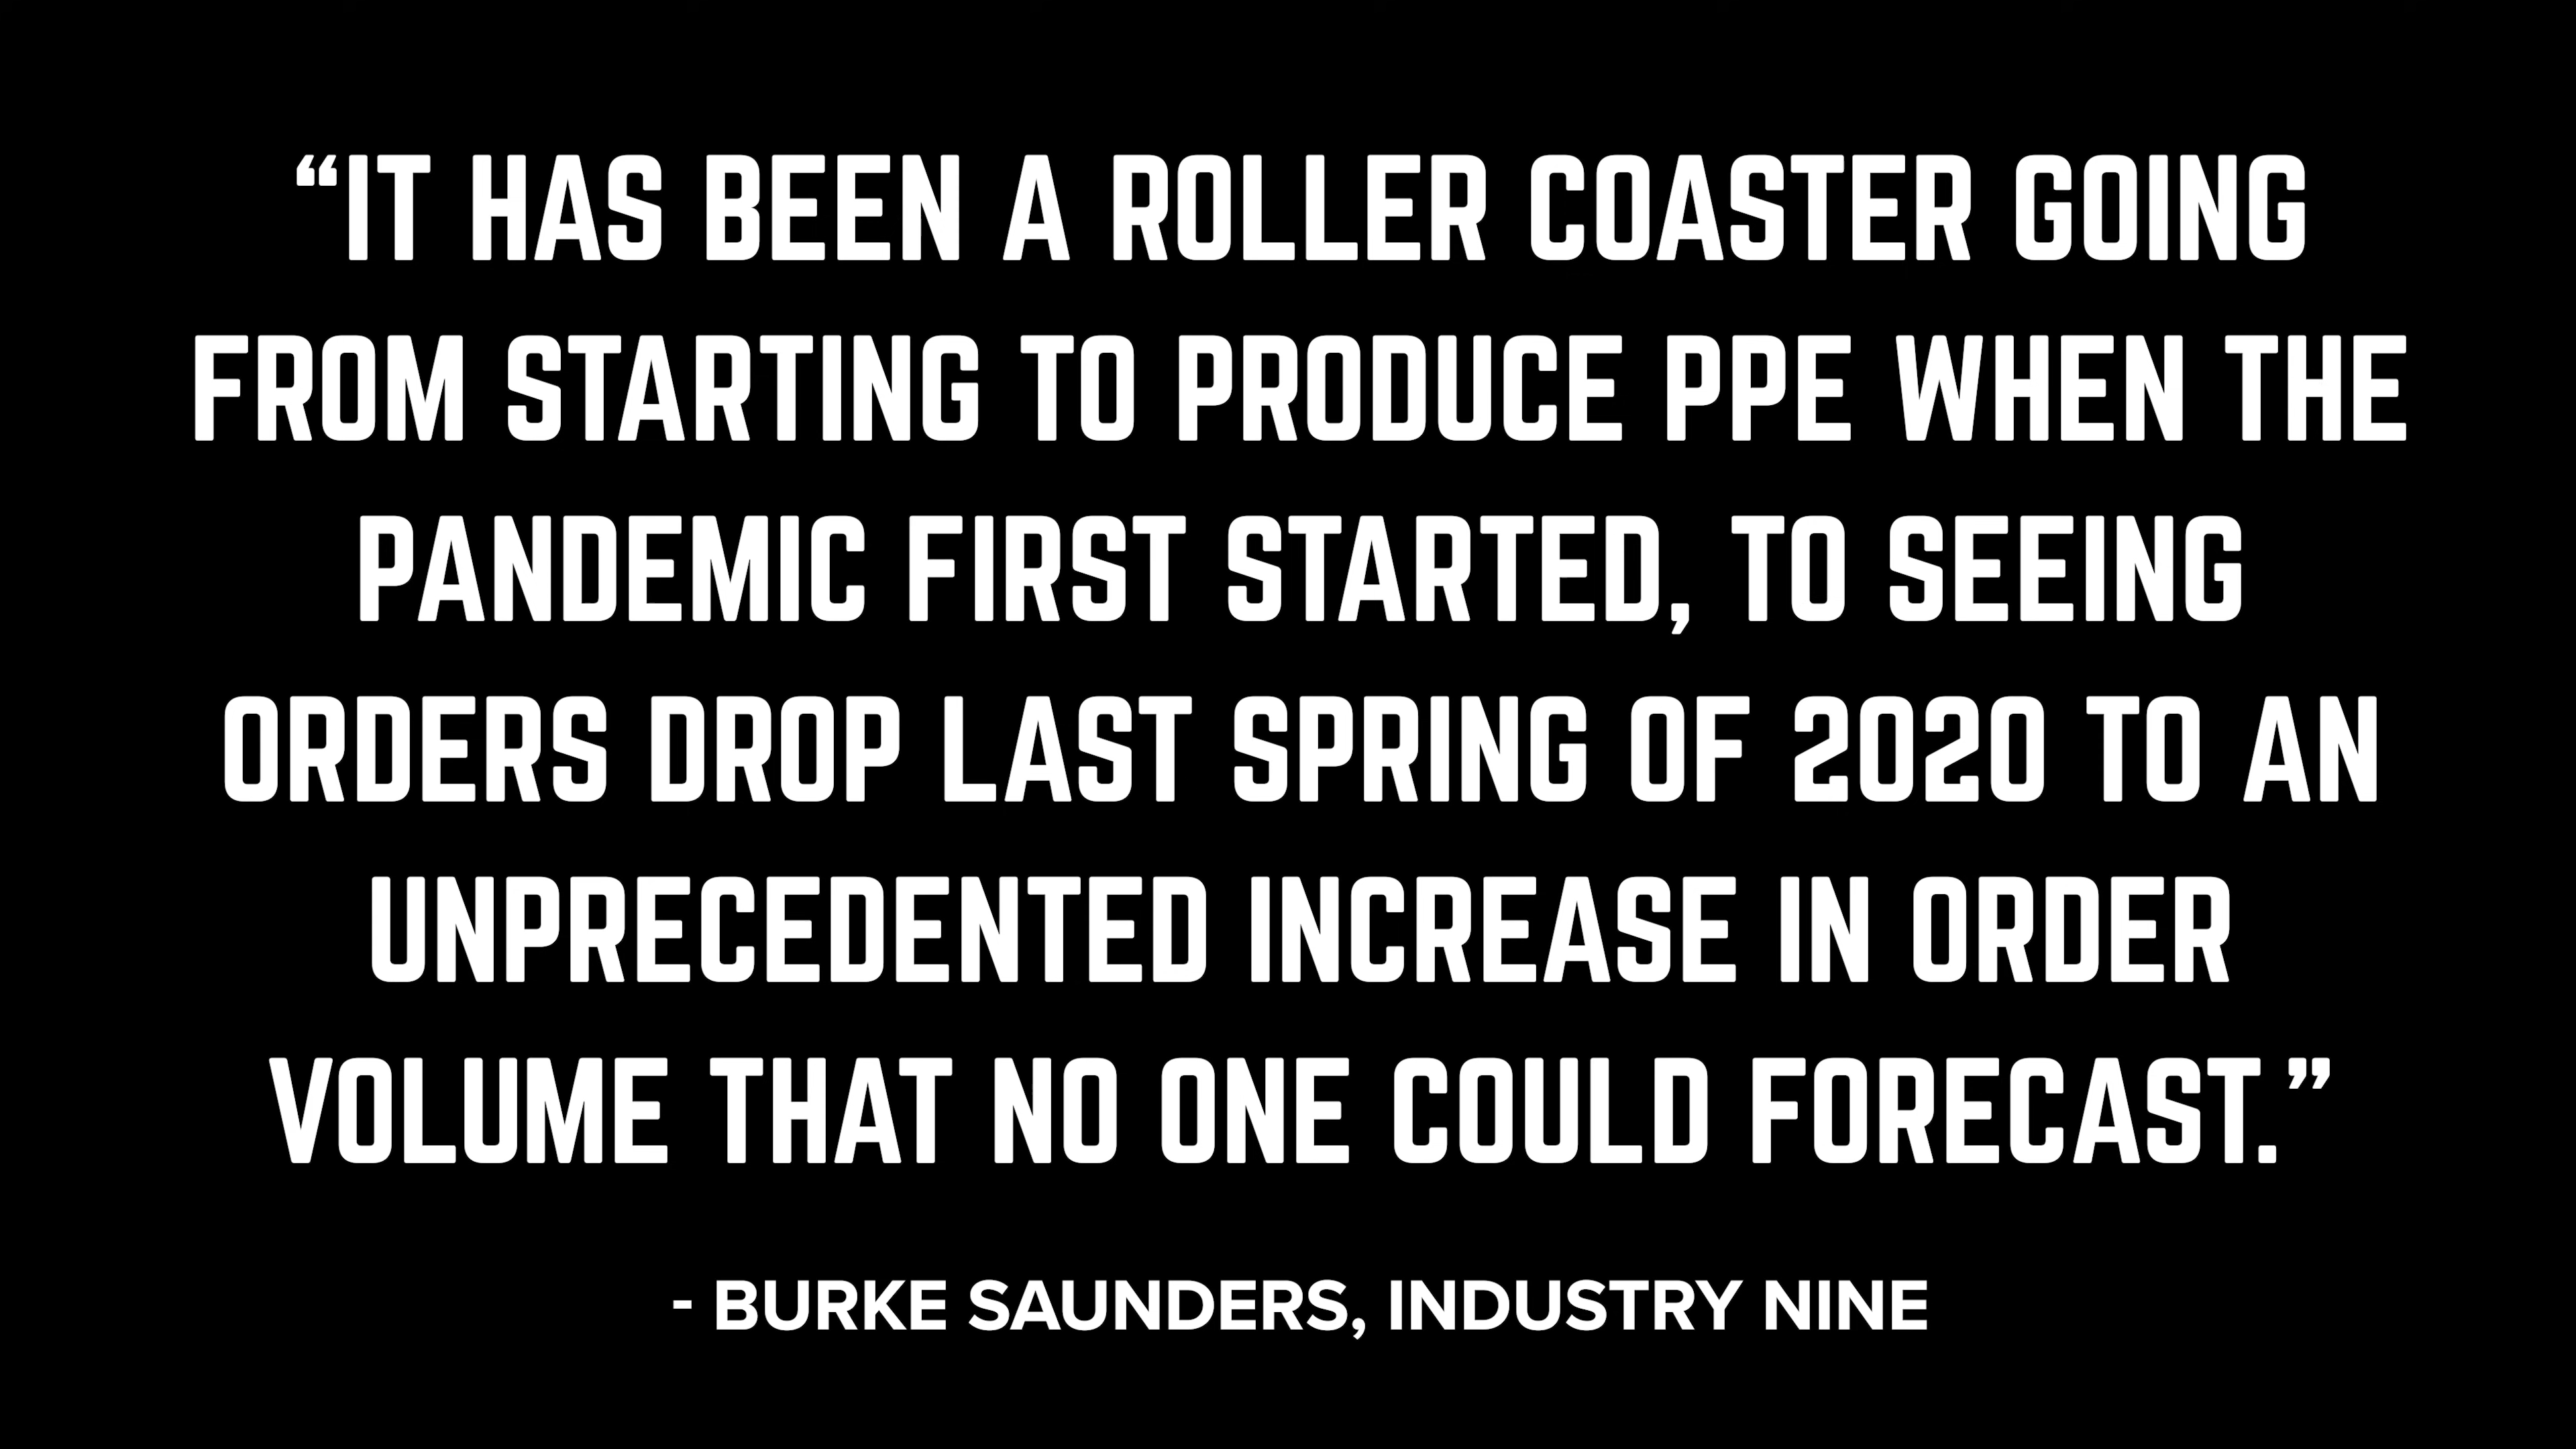 “IT HAS BEEN A ROLLER COASTER GOING
FROM STARTING TO PRODUCE PPE WHEN THE
PANDEMIC FIRST STARTED, TO SEEING
ORDERS DROP LAST SPRING OF 2020 TO AN
UNPRECEDENTED INCREASE IN ORDER
VOLUME THAT NO ONE COULD FORECAST.”
- BURKE SAUNDERS, INDUSTRY NINE